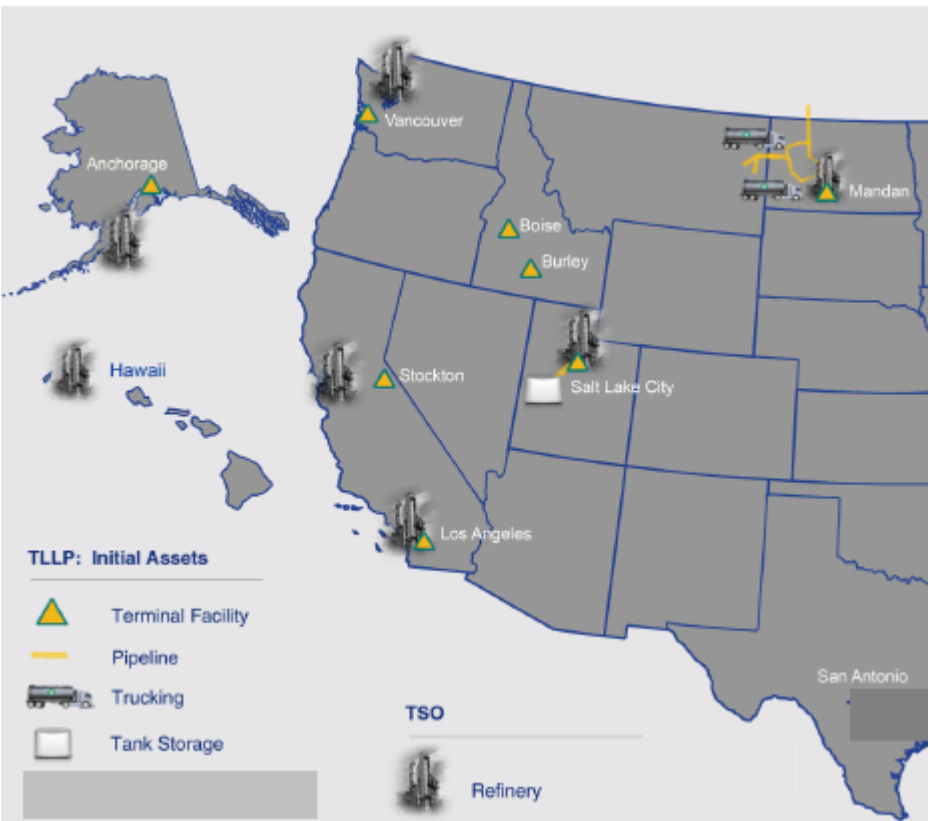 Vancouver
Anchorage
Mandan
Boise
Burley
Hawaii
Stockton
Salt Lake City
Los Angeles
TLLP: Initial Assets
Terminal Facility
Pipeline
Trucking
San Antonio
TSO
Tank Storage
Refinery